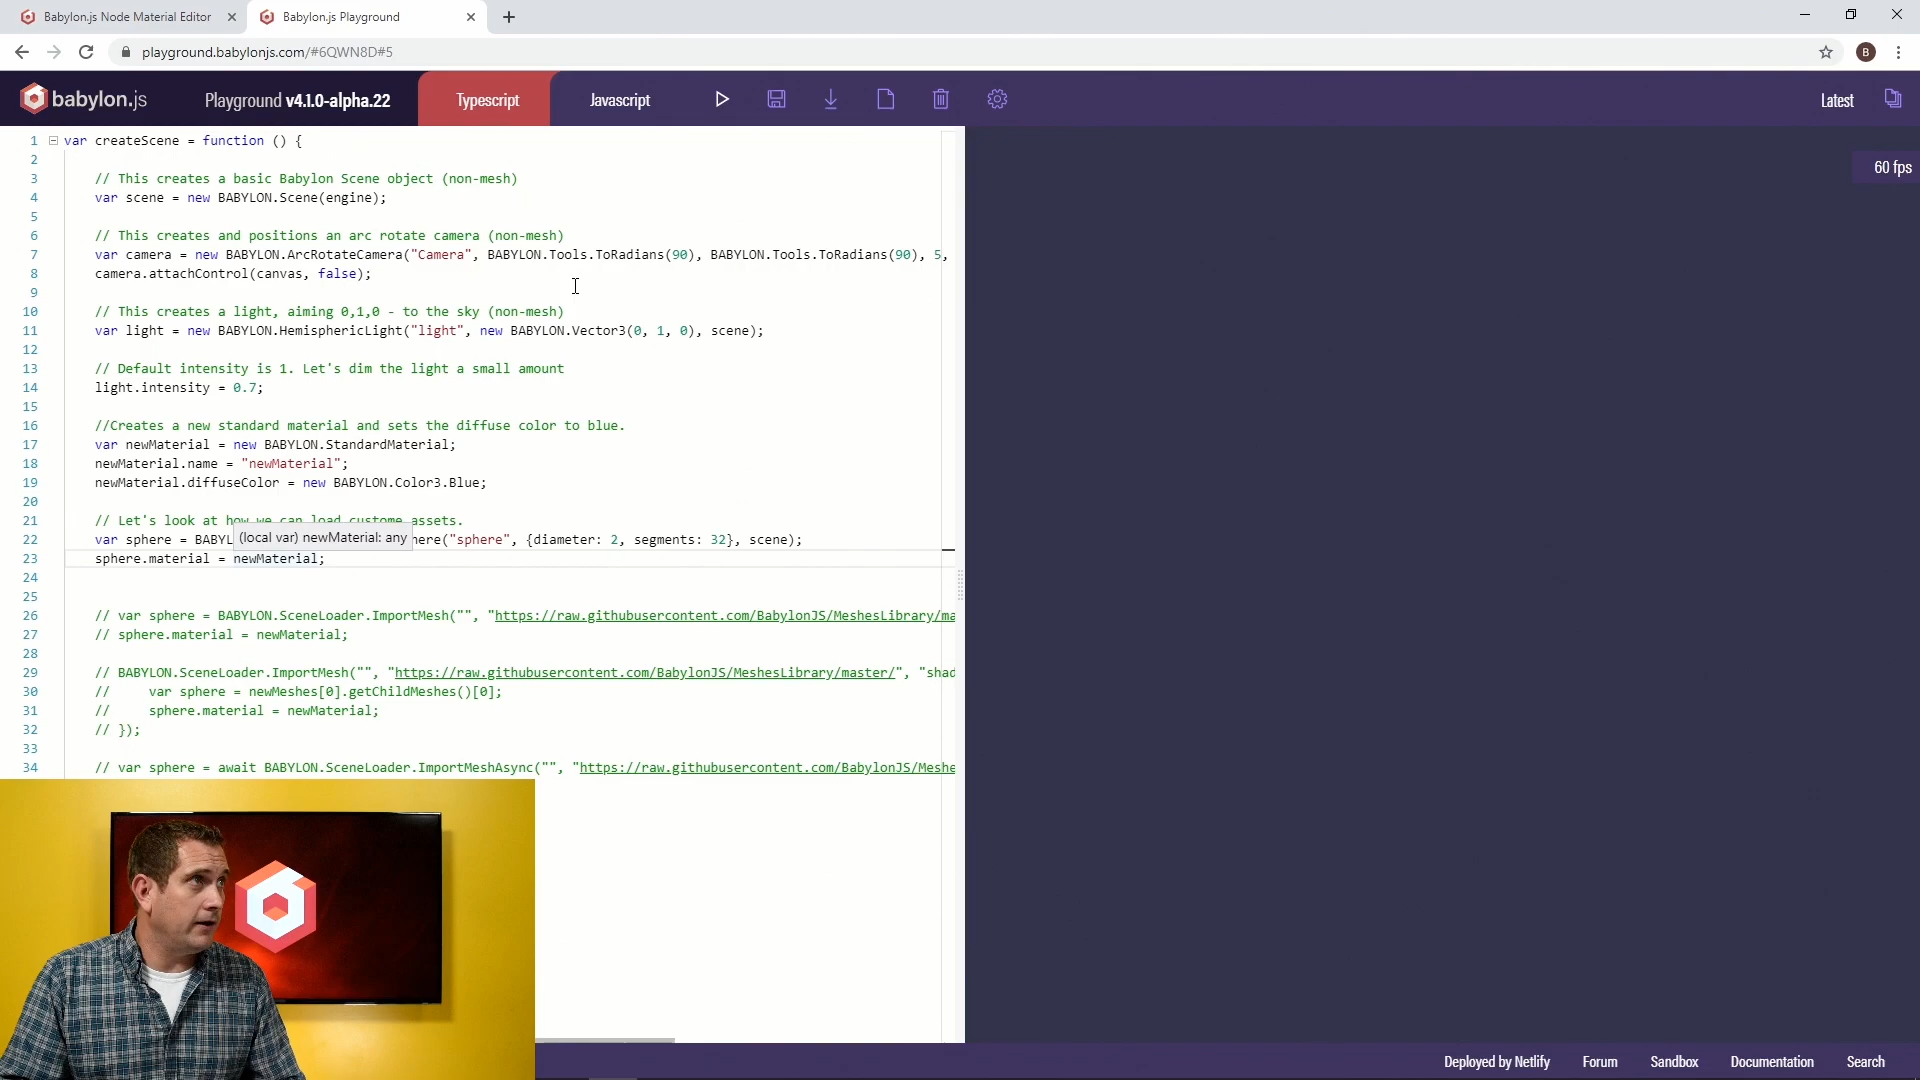 Babylon.js Node Material Editor
Babylon.js Playground
playground.babylonjs.com/#6QWN8D#5
B
babylon.js
Playground v4.1.0-alpha.22
Typescript
Javascript
Latest
60 fps
1 var createScene = function () {
2
3 // This creates a basic Babylon Scene object (non-mesh)
4 var scene = new BABYLON.Scene(engine);
5
6 // This creates and positions an arc rotate camera (non-mesh)
7 var camera = new BABYLON.ArcRotateCamera("Camera", BABYLON.Tools.ToRadians(90), BABYLON.Tools.ToRadians(90), 5,
8 camera.attachControl(canvas, false);
9
10 // This creates a light, aiming 0,1,0 - to the sky (non-mesh)
11 var light = new BABYLON.HemisphericLight("light", new BABYLON.Vector3(0, 1, 0), scene);
12
13 // Default intensity is 1. Let's dim the light a small amount
14 light.intensity = 0.7;
15
16 //Creates a new standard material and sets the diffuse color to blue.
17 var newMaterial = new BABYLON.StandardMaterial;
18 newMaterial.name = "newMaterial";
19 newMaterial.diffuseColor = new BABYLON.Color3.Blue;
20
21 // Let's look at how we can load custome assets.
(local var) newMaterial: any
22 var sphere = BABYL here("sphere", {diameter: 2, segments: 32}, scene);
23 sphere.material = newMaterial;
24
25
26 // var sphere = BABYLON.SceneLoader.ImportMesh("", "https://raw.githubusercontent.com/BabylonJS/MeshesLibrary/ma
27 // sphere.material = newMaterial;
28
29 // BABYLON.SceneLoader.ImportMesh("", "https://raw.githubusercontent.com/BabylonJS/MeshesLibrary/master/", "shad
30 // var sphere = newMeshes[0].getChildMeshes()[0];
31 // sphere.material = newMaterial;
32 // });
33
34 // var sphere = await BABYLON.SceneLoader.ImportMeshAsync("", "https://raw.githubusercontent.com/BabylonJS/Meshe
Deployed by Netlify
Forum
Sandbox
Documentation
Search